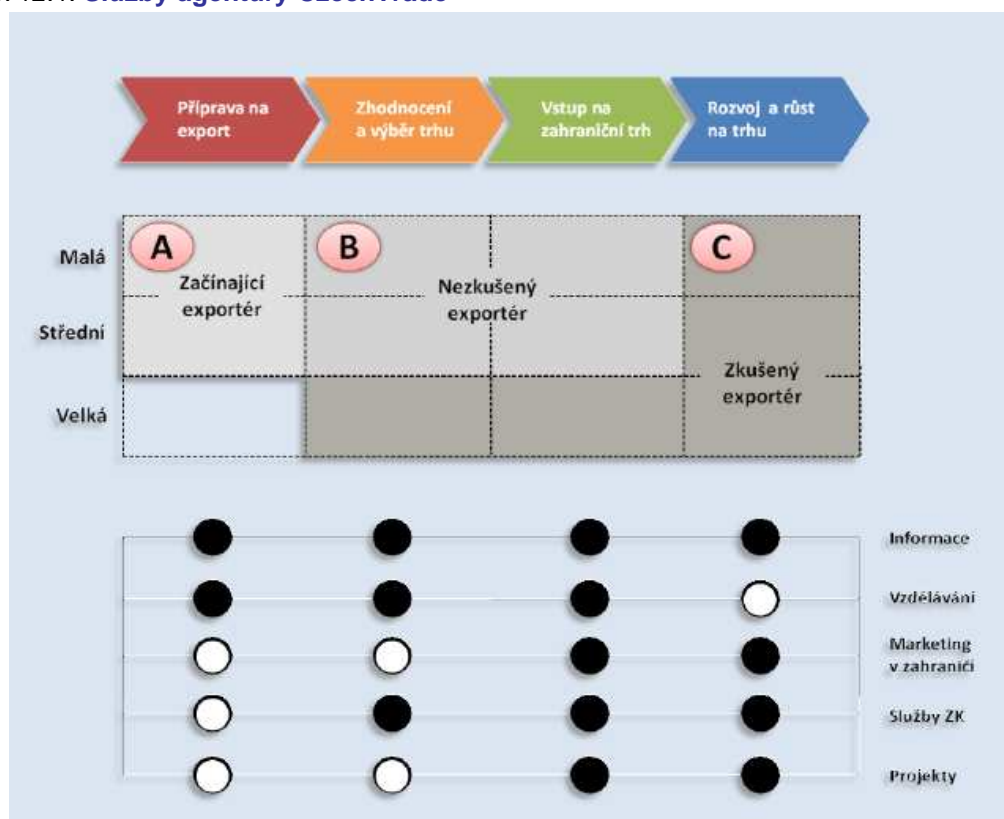 Služby agentury CzechTrade
Příprava na
export
Zhodnocení
a výběr trhu
Vstup na
zahraniční trh
Rozvoj a růst
na trhu
A
B
C
Malá
Začínající
exportér
Nezkušený
exportér
Střední
Zkušený
exportér
Velká
Informace
Vzdělávání
Marketing
v zahraničí
Služby ZK
Projekty